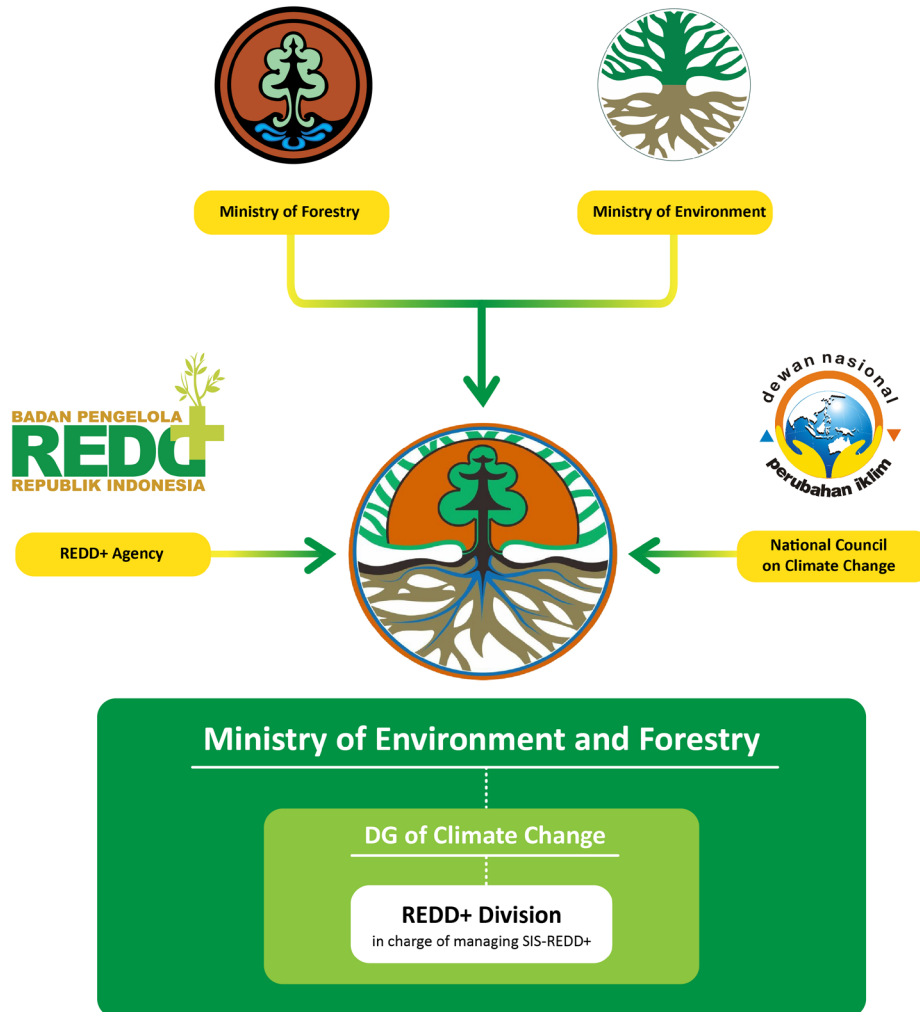 Ministry of Forestry
Ministry of Environment
BADAN PENGELOLA
REDD+
REPUBLIK INDONESIA
dewan nasional
perubahan iklim
REDD+ Agency
National Council
on Climate Change
Ministry of Environment and Forestry
DG of Climate Change
REDD+ Division
in charge of managing SIS-REDD+